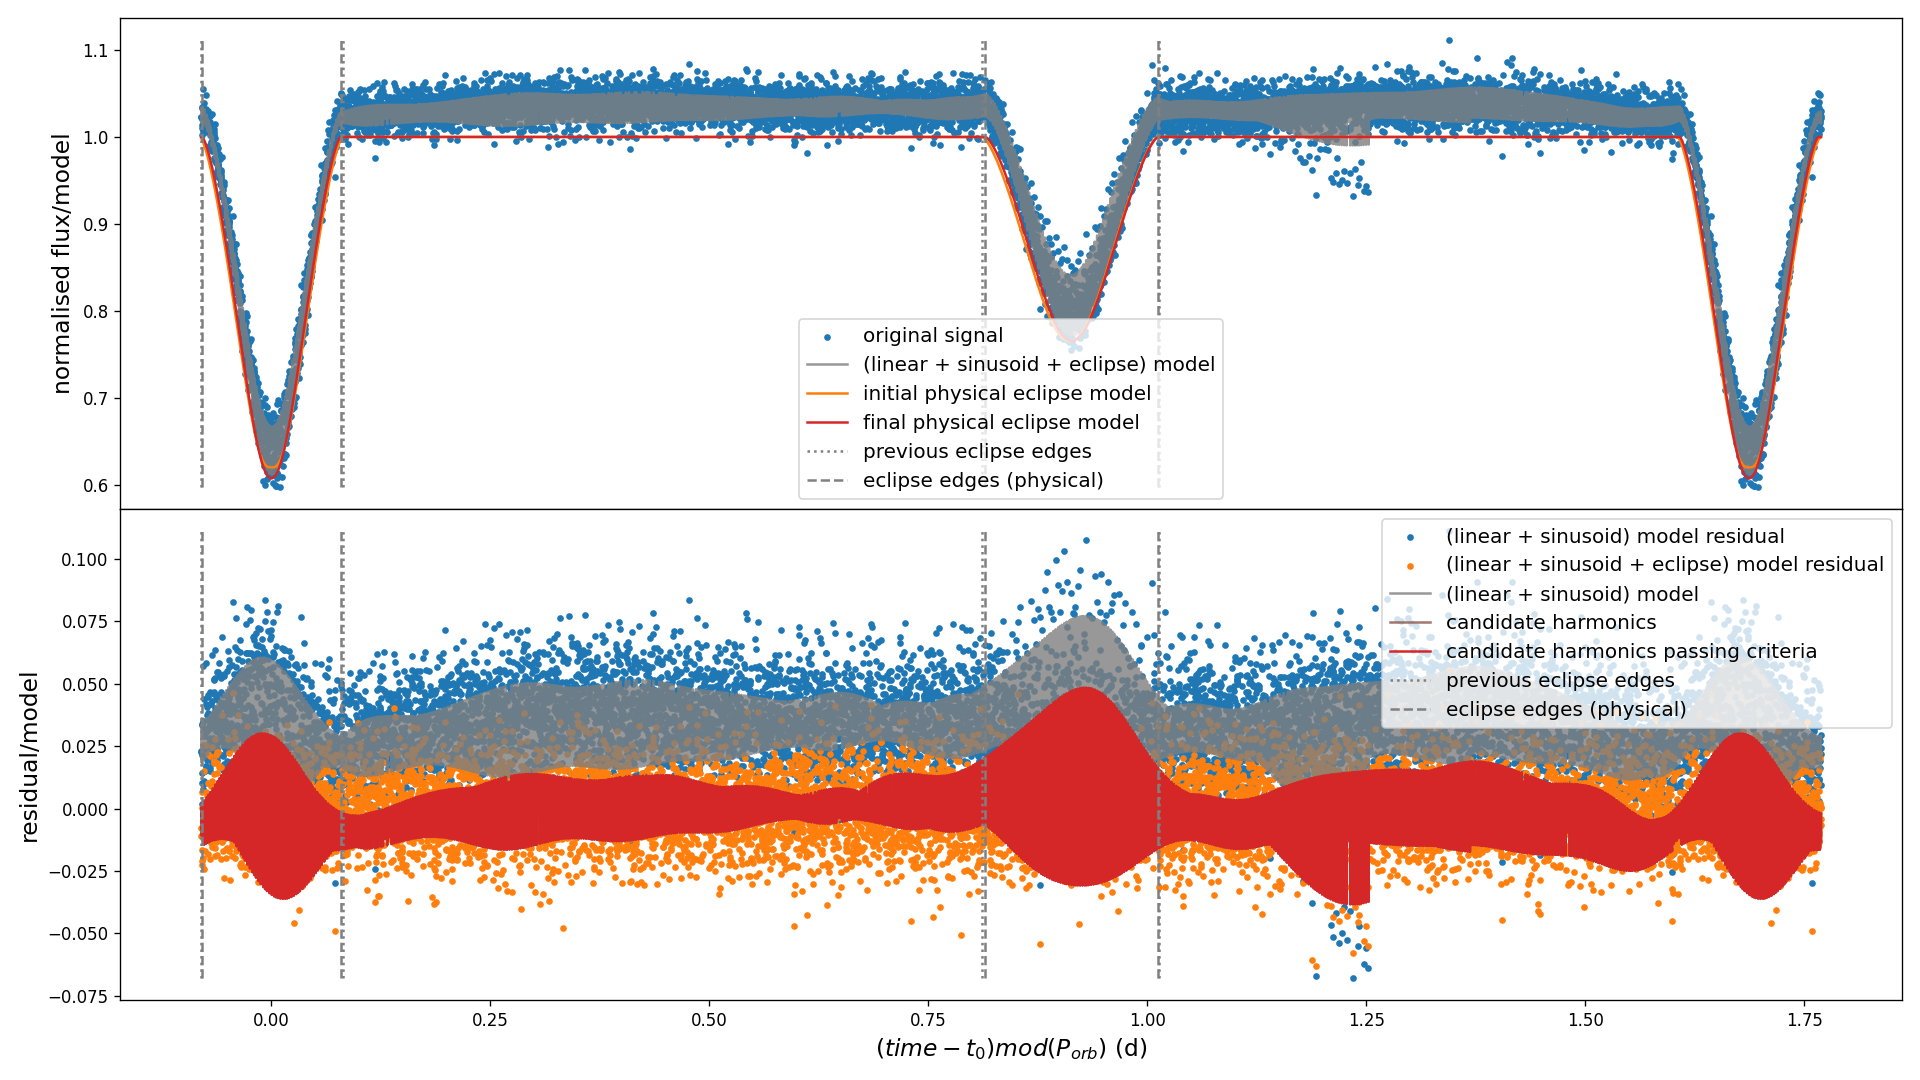 normalised flux/model
1.1
1.0
0.9
0.8
0.7
0.6
original signal
(linear + sinusoid + eclipse) model
initial physical eclipse model
final physical eclipse model
previous eclipse edges
eclipse edges (physical)
residual/model
0.100
0.075
0.050
0.025
0.000
−0.025
−0.050
−0.075
(linear + sinusoid) model residual
(linear + sinusoid + eclipse) model residual
(linear + sinusoid) model
candidate harmonics
candidate harmonics passing criteria
previous eclipse edges
eclipse edges (physical)
0.00 0.25 0.50 0.75 1.00 1.25 1.50 1.75
(time − t₀)mod(Pₒᵣb) (d)